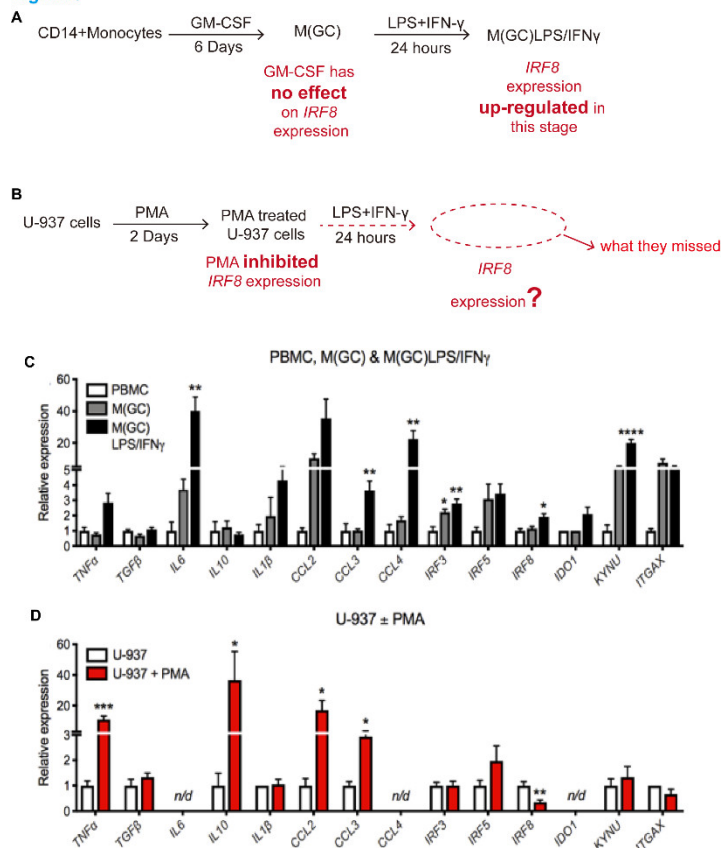 A
CD14+Monocytes
GM-CSF
6 Days
M(GC)
LPS+IFN-γ
24 hours
M(GC)LPS/IFNγ
GM-CSF has
no effect
on IRF8
expression
IRF8
expression
up-regulated in
this stage
B
U-937 cells
PMA
2 Days
PMA treated
U-937 cells
LPS+IFN-γ
24 hours
what they missed
PMA inhibited
IRF8 expression
IRF8
expression?
C
PBMC, M(GC) & M(GC)LPS/IFNγ
Relative expression
60
40
20
5
4
3
2
1
0
PBMC
M(GC)
M(GC)
LPS/IFNγ
**
**
**
*
**
*
****
TNFα
TGFβ
IL6
IL10
IL1β
CCL2
CCL3
CCL4
IRF3
IRF5
IRF8
IDO1
KYNU
ITGAX
D
U-937 ± PMA
Relative expression
60
40
20
3
2
1
0
U-937
U-937 + PMA
***
n/d
*
*
*
n/d
**
n/d
TNFα
TGFβ
IL6
IL10
IL1β
CCL2
CCL3
CCL4
IRF3
IRF5
IRF8
IDO1
KYNU
ITGAX